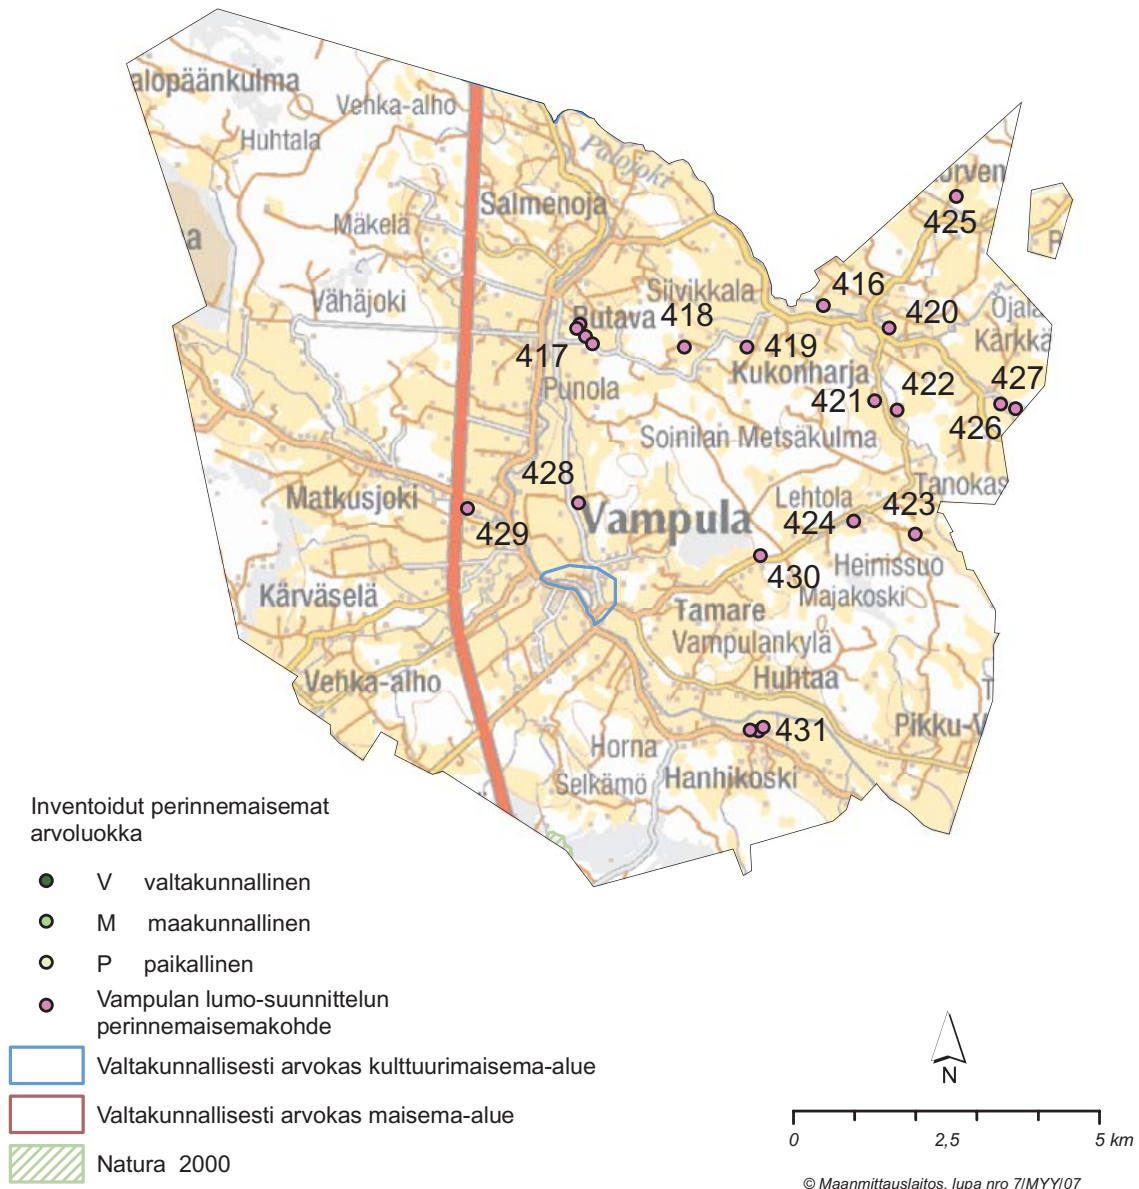 alopäänkulma
Vehka-alho
Huhtala
Palojoki
orven
Salmenoja
425
Mäkelä
a
Siivikkala
416
Vähäjoki
Rutava
418
420
Öjala
Kärkkä
417
419
Punola
Kukonharja
421
422
427
426
Soinilan Metsäkulma
428
Matkusjoki
Vampula
Lehtola
Tanokas
423
424
429
430
Heinissuo
Kärväselä
Majakoski
Tamare
Vampulankylä
Vehka-alho
Huhtaa
Pikku-V
431
Horna
Selkämö
Hanhikoski
Inventoidut perinnemaisemat
arvoluokka
V valtakunnallinen
M maakunnallinen
P paikallinen
Vampulan lumo-suunnittelun
perinnemaisemakohde
Valtakunnallisesti arvokas kulttuurimaisema-alue
Valtakunnallisesti arvokas maisema-alue
Natura 2000
N
0 2,5 5 km
© Maanmittauslaitos, lupa nro 7/MYY/07